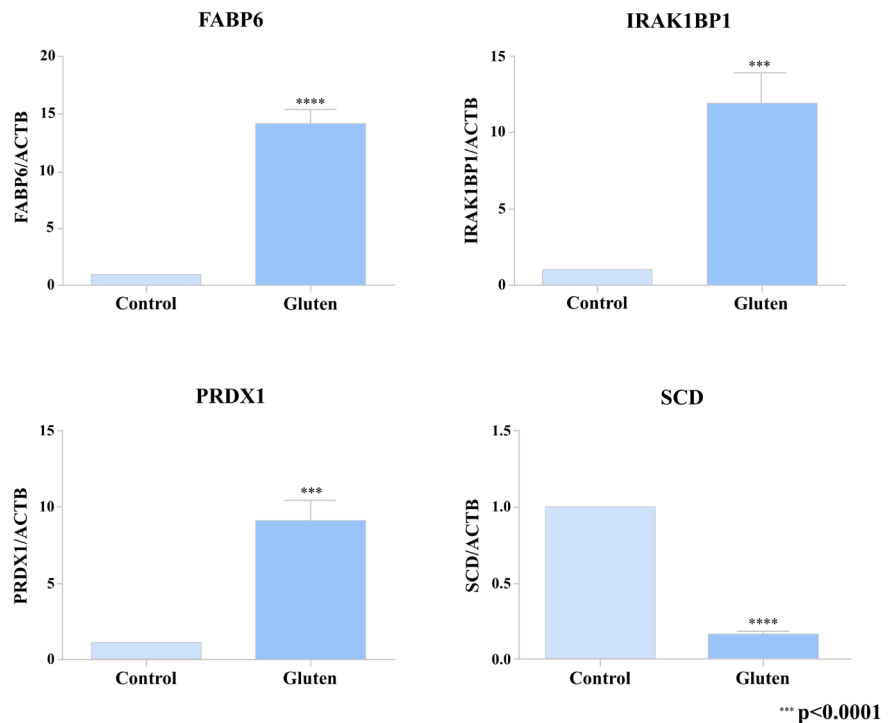 FABP6
FABP6/ACTB
20
15
10
5
0
****
Control
Gluten
IRAK1BP1
IRAK1BP1/ACTB
15
10
5
0
***
Control
Gluten
PRDX1
PRDX1/ACTB
15
10
5
0
***
Control
Gluten
SCD
SCD/ACTB
1.5
1.0
0.5
0.0
****
Control
Gluten
*** p<0.0001